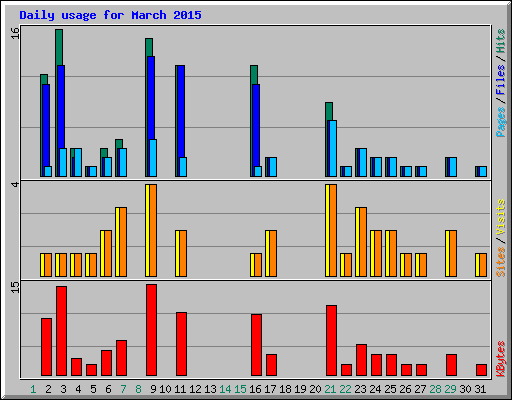 Daily usage for March 2015
16
Pages / Files / Hits
4
Sites / Visits
15
KBytes
1 2 3 4 5 6 7 8 9 10 11 12 13 14 15 16 17 18 19 20 21 22 23 24 25 26 27 28 29 30 31